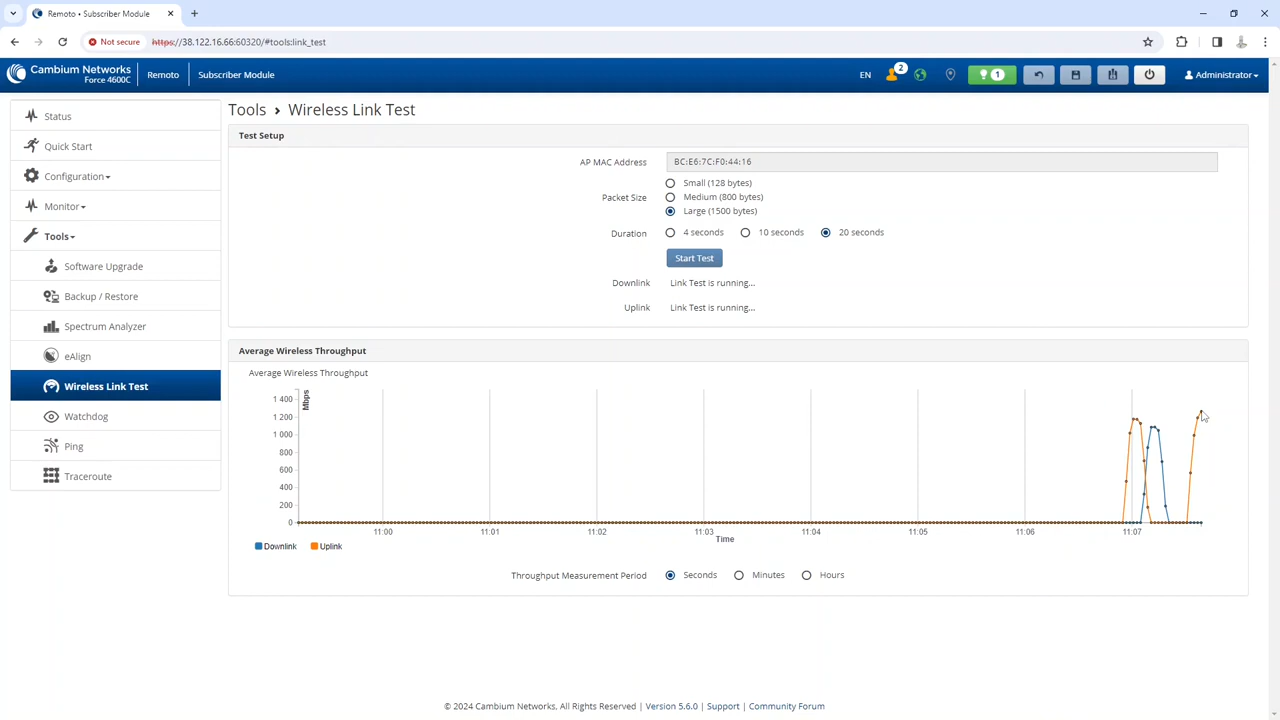 Remoto • Subscriber Module
Not secure
https://38.122.16.66:60320/#tools:link_test
Cambium Networks
Force 4600C
Remoto
Subscriber Module
EN
2
1
Administrator
Status
Quick Start
Configuration
Monitor
Tools
Software Upgrade
Backup / Restore
Spectrum Analyzer
eAlign
Wireless Link Test
Watchdog
Ping
Traceroute
Tools › Wireless Link Test
Test Setup
AP MAC Address BC:E6:7C:F0:44:16
Packet Size
Small (128 bytes)
Medium (800 bytes)
Large (1500 bytes)
Duration 4 seconds 10 seconds 20 seconds
Start Test
Downlink Link Test is running...
Uplink Link Test is running...
Average Wireless Throughput
Average Wireless Throughput
Mbps
1 400
1 200
1 000
800
600
400
200
0
11:00 11:01 11:02 11:03 11:04 11:05 11:06 11:07
Time
Downlink Uplink
Throughput Measurement Period Seconds Minutes Hours
© 2024 Cambium Networks, All Rights Reserved | Version 5.6.0 | Support | Community Forum